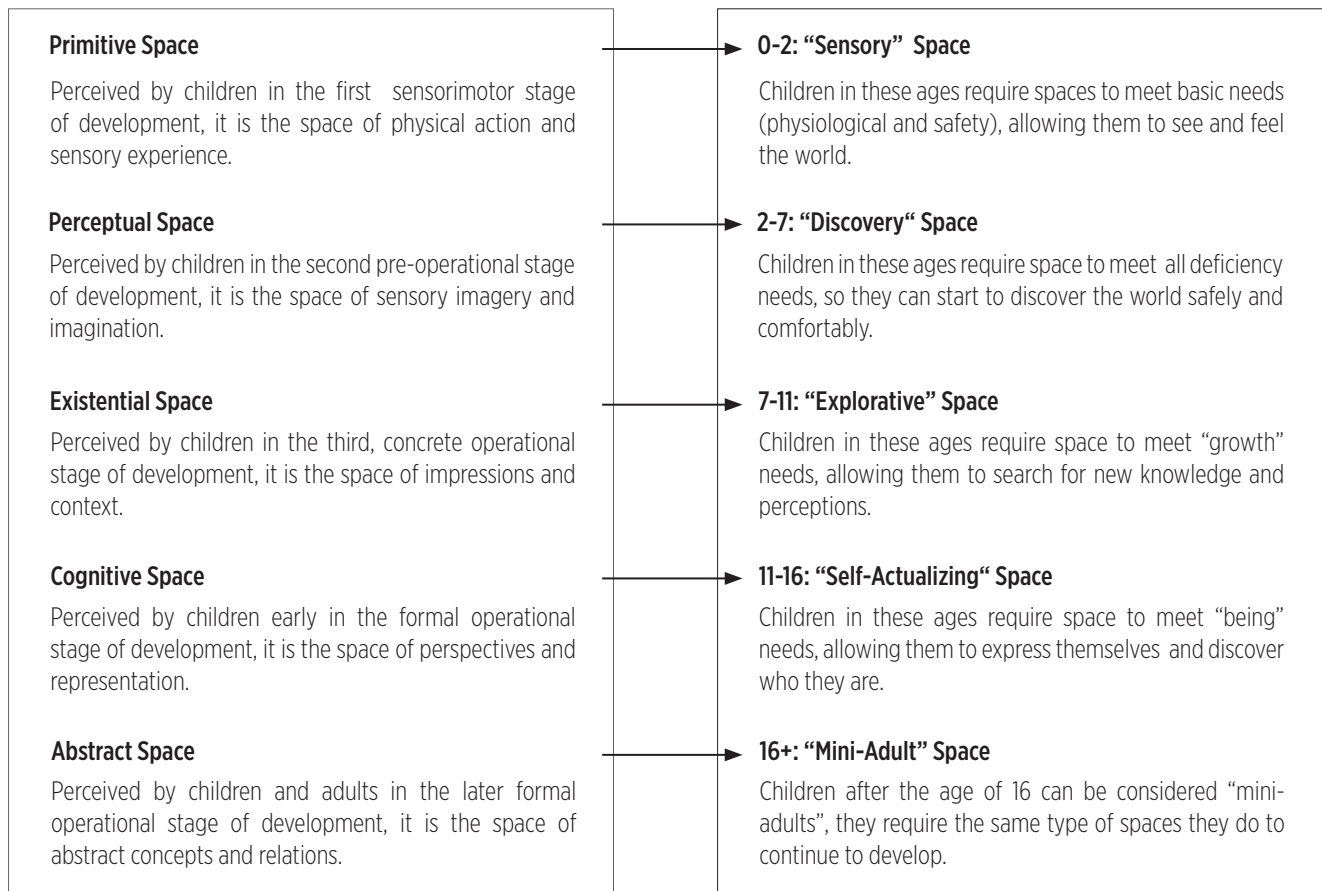 Primitive Space
Perceived by children in the first sensorimotor stage
of development, it is the space of physical action and
sensory experience.
Perceptual Space
Perceived by children in the second pre-operational stage
of development, it is the space of sensory imagery and
imagination.
Existential Space
Perceived by children in the third, concrete operational
stage of development, it is the space of impressions and
context.
Cognitive Space
Perceived by children early in the formal operational
stage of development, it is the space of perspectives and
representation.
Abstract Space
Perceived by children and adults in the later formal
operational stage of development, it is the space of
abstract concepts and relations.
0-2: “Sensory” Space
Children in these ages require spaces to meet basic needs
(physiological and safety), allowing them to see and feel
the world.
2-7: “Discovery“ Space
Children in these ages require space to meet all deficiency
needs, so they can start to discover the world safely and
comfortably.
7-11: “Explorative” Space
Children in these ages require space to meet “growth”
needs, allowing them to search for new knowledge and
perceptions.
11-16: “Self-Actualizing“ Space
Children in these ages require space to meet “being”
needs, allowing them to express themselves and discover
who they are.
16+: “Mini-Adult” Space
Children after the age of 16 can be considered “mini-
adults”, they require the same type of spaces they do to
continue to develop.